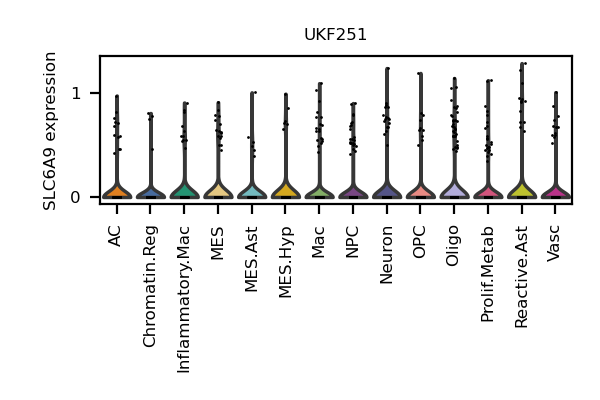 UKF251
SLC6A9 expression
1
0
AC
Chromatin.Reg
Inflammatory.Mac
MES
MES.Ast
MES.Hyp
Mac
NPC
Neuron
OPC
Oligo
Prolif.Metab
Reactive.Ast
Vasc